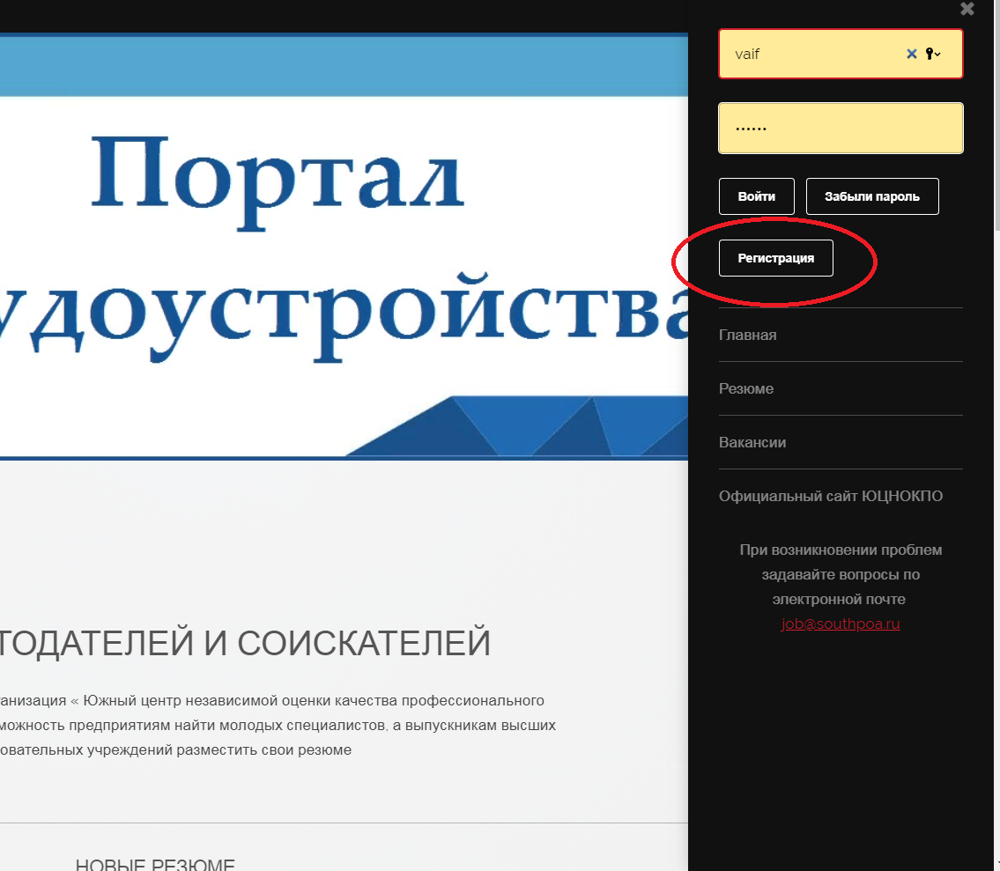 Портал
удоустройства
ТОДАТЕЛЕЙ И СОИСКАТЕЛЕЙ
анизация « Южный центр независимой оценки качества профессионального
можность предприятиям найти молодых специалистов, а выпускникам высших
овательных учреждений разместить свои резюме
НОВЫЕ РЕЗЮМЕ
vaif
••••••
Войти
Забыли пароль
Регистрация
Главная
Резюме
Вакансии
Официальный сайт ЮЦНОКПО
При возникновении проблем
задавайте вопросы по
электронной почте
job@southpoa.ru